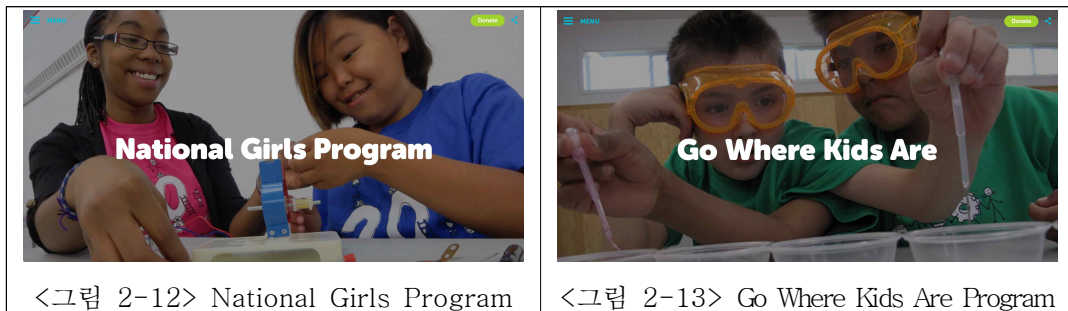 MENU
Donate
National Girls Program
20
<그림 2-12> National Girls Program
MENU
Donate
Go Where Kids Are
<그림 2-13> Go Where Kids Are Program